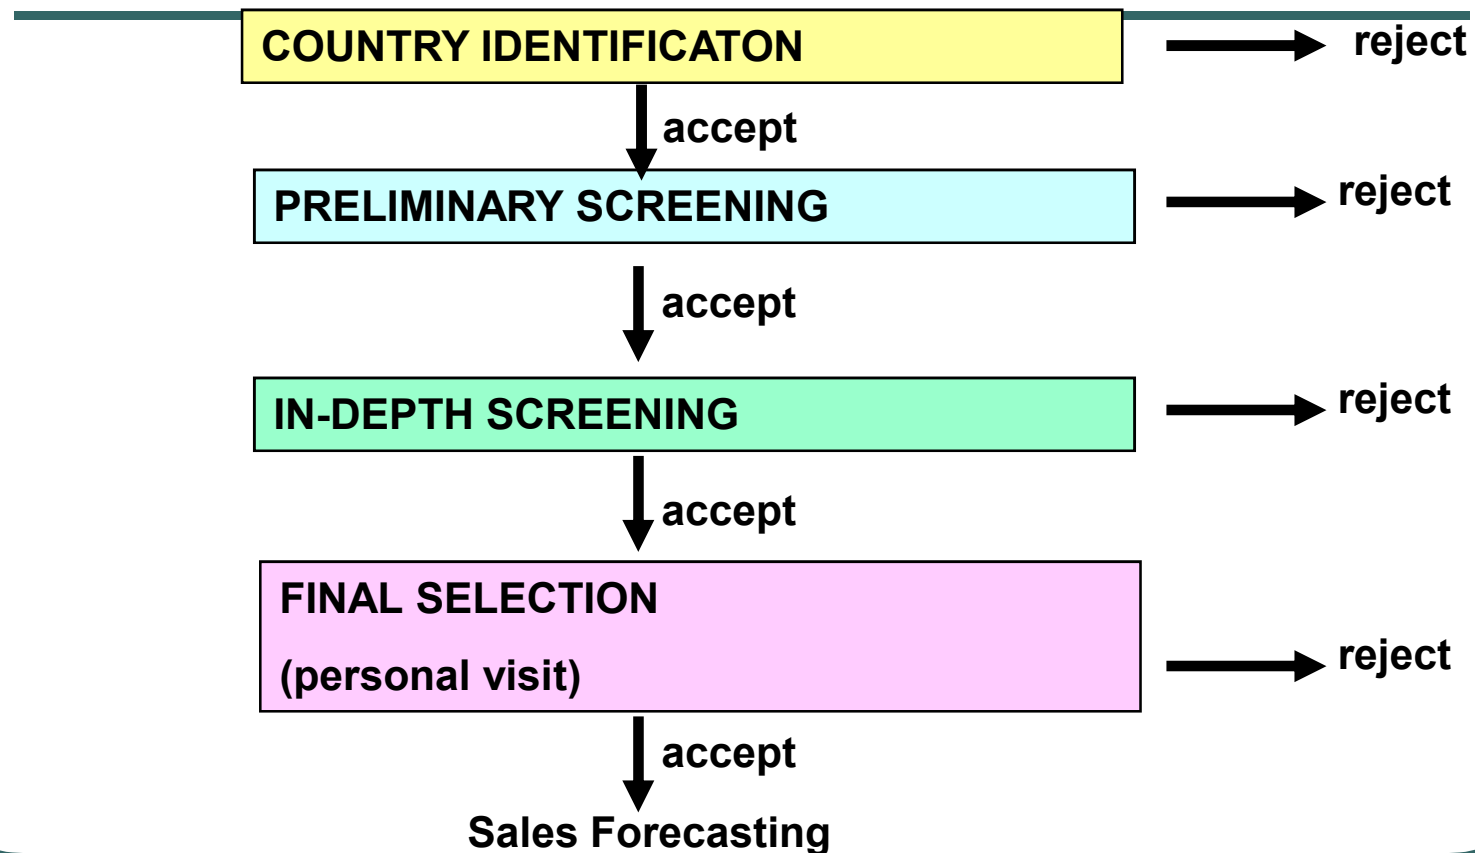 COUNTRY IDENTIFICATON
reject
accept
PRELIMINARY SCREENING
reject
accept
IN-DEPTH SCREENING
reject
accept
FINAL SELECTION
(personal visit)
reject
accept
Sales Forecasting